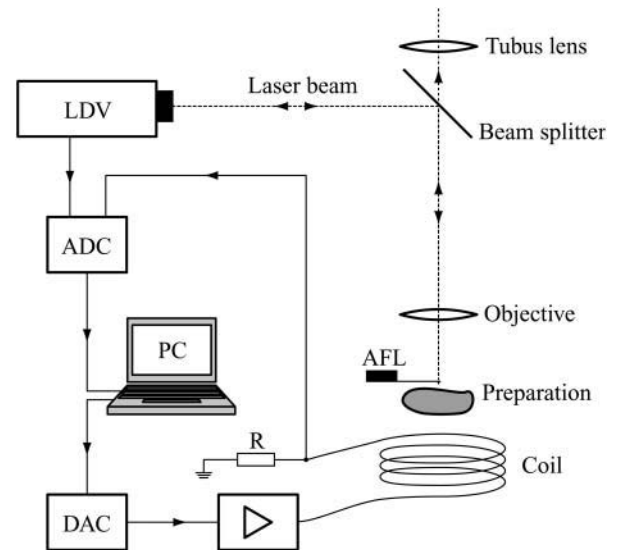 Tubus lens
Laser beam
LDV
Beam splitter
ADC
Objective
PC
AFL
Preparation
R
Coil
DAC